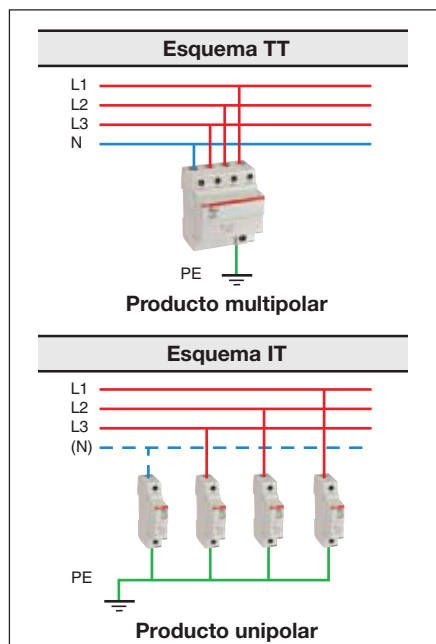 Esquema TT
L1
L2
L3
N
PE
Producto multipolar
Esquema IT
L1
L2
L3
(N)
PE
Producto unipolar